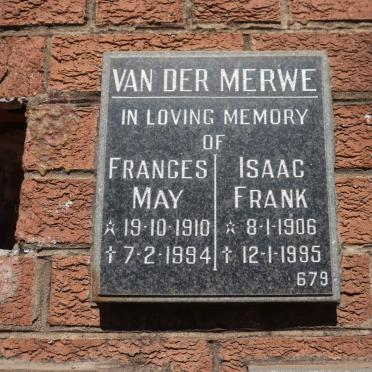 VAN DER MERWE
IN LOVING MEMORY
OF
FRANCES
MAY
☆ 19-10-1910
† 7-2-1994
ISAAC
FRANK
☆ 8-1-1906
† 12-1-1995
679